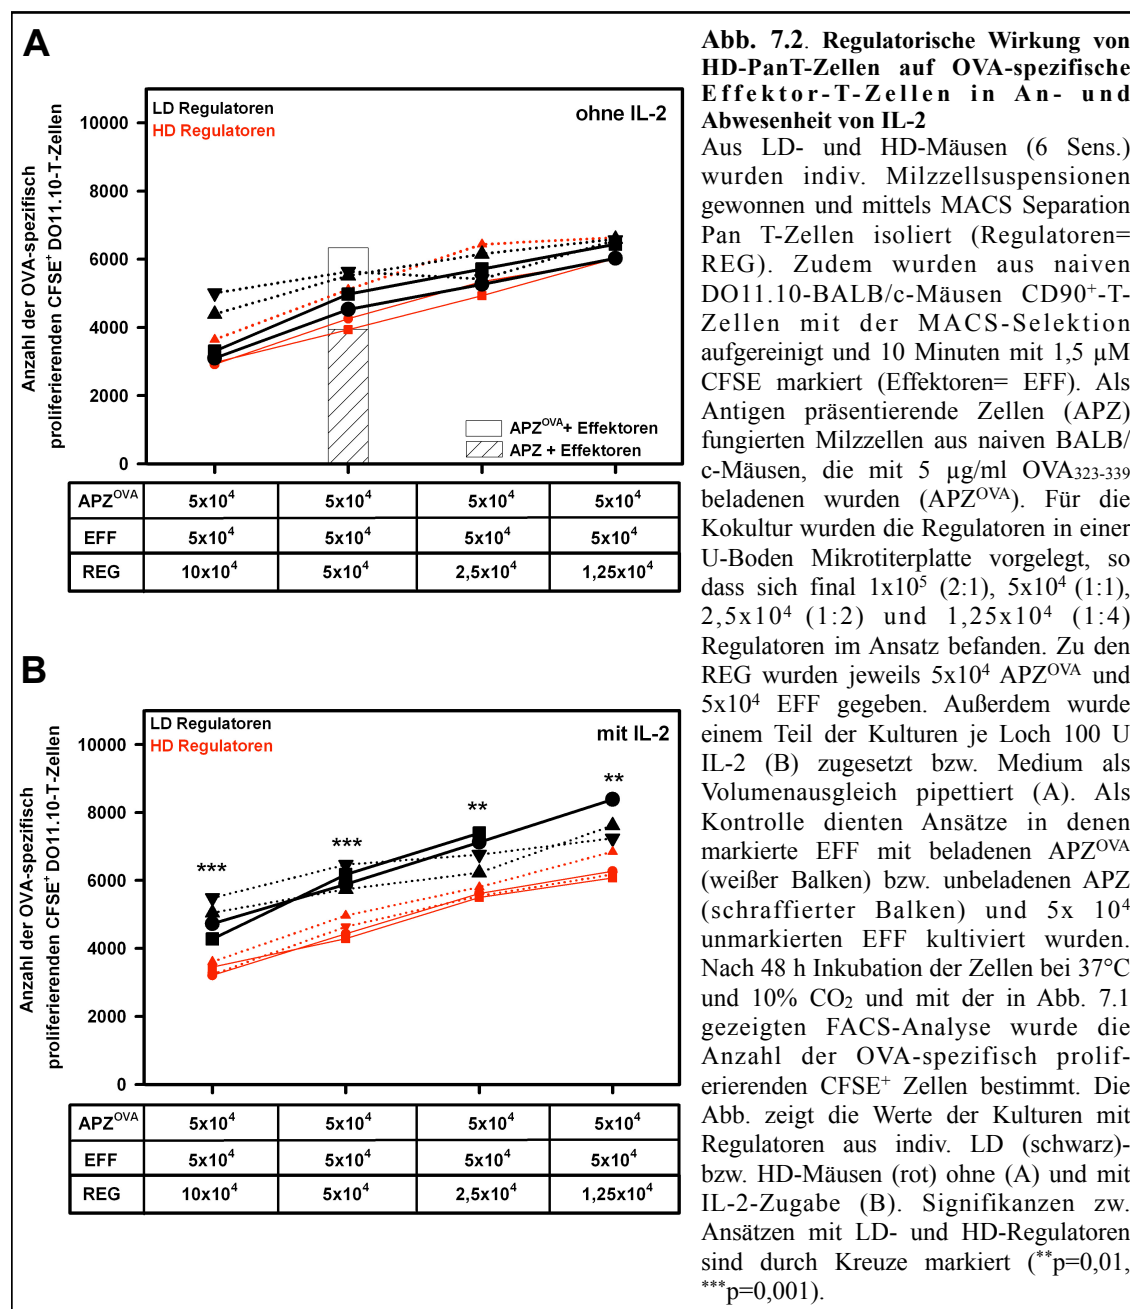 A
LD Regulatoren
HD Regulatoren
ohne IL-2
Anzahl der OVA-spezifisch
proliferierenden CFSE⁺ DO11.10-T-Zellen
10000
8000
6000
4000
2000
0
APZᴼⱽᴬ+ Effektoren
APZ + Effektoren
APZᴼⱽᴬ 5x10⁴ 5x10⁴ 5x10⁴ 5x10⁴
EFF 5x10⁴ 5x10⁴ 5x10⁴ 5x10⁴
REG 10x10⁴ 5x10⁴ 2,5x10⁴ 1,25x10⁴
B
LD Regulatoren
HD Regulatoren
mit IL-2
Anzahl der OVA-spezifisch
proliferierenden CFSE⁺ DO11.10-T-Zellen
10000
8000
6000
4000
2000
0
*** *** ** **
APZᴼⱽᴬ 5x10⁴ 5x10⁴ 5x10⁴ 5x10⁴
EFF 5x10⁴ 5x10⁴ 5x10⁴ 5x10⁴
REG 10x10⁴ 5x10⁴ 2,5x10⁴ 1,25x10⁴
Abb. 7.2. Regulatorische Wirkung von
HD-PanT-Zellen auf OVA-spezifische
Effektor-T-Zellen in An- und
Abwesenheit von IL-2
Aus LD- und HD-Mäusen (6 Sens.)
wurden indiv. Milzzellsuspensionen
gewonnen und mittels MACS Separation
Pan T-Zellen isoliert (Regulatoren=
REG). Zudem wurden aus naiven
DO11.10-BALB/c-Mäusen CD90⁺-T-
Zellen mit der MACS-Selektion
aufgereinigt und 10 Minuten mit 1,5 µM
CFSE markiert (Effektoren= EFF). Als
Antigen präsentierende Zellen (APZ)
fungierten Milzzellen aus naiven BALB/
c-Mäusen, die mit 5 µg/ml OVA₃₂₃₋₃₃₉
beladenen wurden (APZᴼⱽᴬ). Für die
Kokultur wurden die Regulatoren in einer
U-Boden Mikrotiterplatte vorgelegt, so
dass sich final 1x10⁵ (2:1), 5x10⁴ (1:1),
2,5x10⁴ (1:2) und 1,25x10⁴ (1:4)
Regulatoren im Ansatz befanden. Zu den
REG wurden jeweils 5x10⁴ APZᴼⱽᴬ und
5x10⁴ EFF gegeben. Außerdem wurde
einem Teil der Kulturen je Loch 100 U
IL-2 (B) zugesetzt bzw. Medium als
Volumenausgleich pipettiert (A). Als
Kontrolle dienten Ansätze in denen
markierte EFF mit beladenen APZᴼⱽᴬ
(weißer Balken) bzw. unbeladenen APZ
(schraffierter Balken) und 5x 10⁴
unmarkierten EFF kultiviert wurden.
Nach 48 h Inkubation der Zellen bei 37°C
und 10% CO₂ und mit der in Abb. 7.1
gezeigten FACS-Analyse wurde die
Anzahl der OVA-spezifisch prolif-
erierenden CFSE⁺ Zellen bestimmt. Die
Abb. zeigt die Werte der Kulturen mit
Regulatoren aus indiv. LD (schwarz)-
bzw. HD-Mäusen (rot) ohne (A) und mit
IL-2-Zugabe (B). Signifikanzen zw.
Ansätzen mit LD- und HD-Regulatoren
sind durch Kreuze markiert (**p=0,01,
***p=0,001).